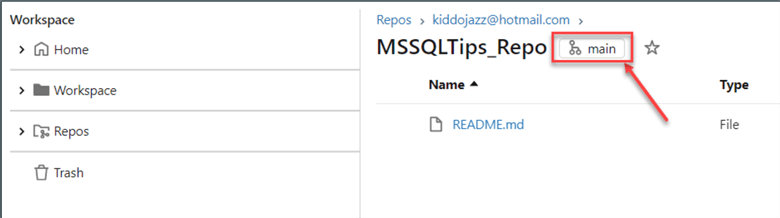 Workspace
Home
Workspace
Repos
Trash
Repos > kiddojazz@hotmail.com >
MSSQLTips_Repo main
Name Type
README.md File